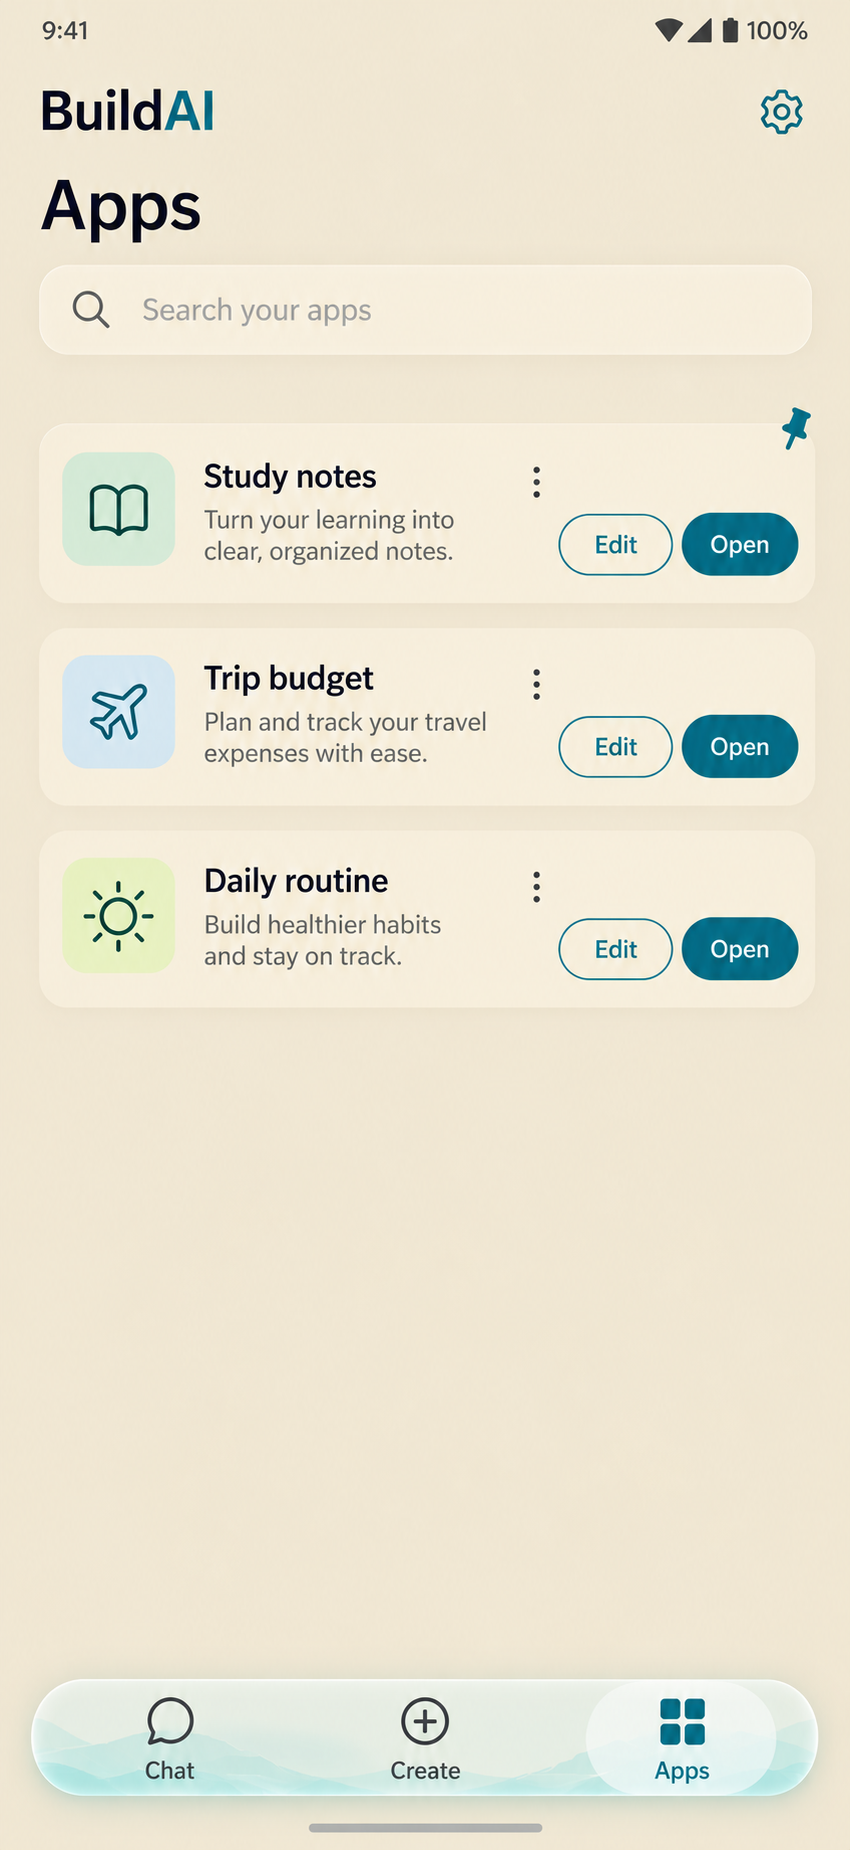 9:41
100%
BuildAI
Apps
Search your apps
Study notes
Turn your learning into
clear, organized notes.
Edit
Open
Trip budget
Plan and track your travel
expenses with ease.
Edit
Open
Daily routine
Build healthier habits
and stay on track.
Edit
Open
Chat
Create
Apps